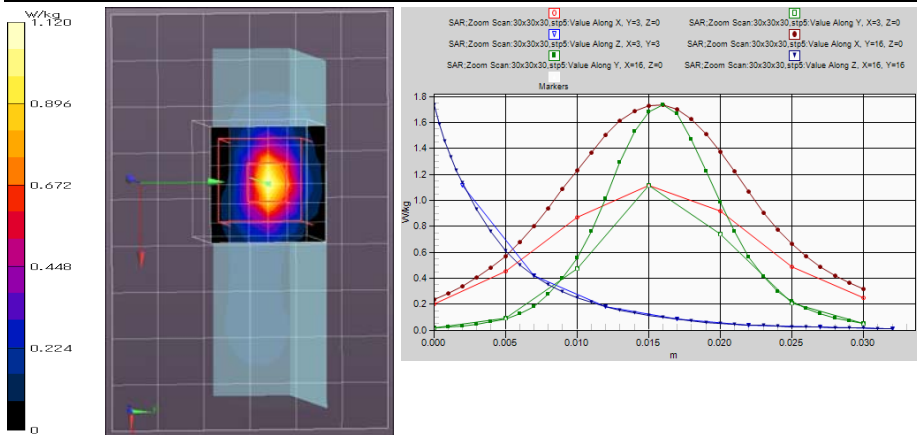 W/kg
1.120
0.896
0.672
0.448
0.224
0
SAR;Zoom Scan:30x30x30,stp5:Value Along X, Y=3, Z=0
SAR;Zoom Scan:30x30x30,stp5:Value Along Y, X=3, Z=0
SAR;Zoom Scan:30x30x30,stp5:Value Along Z, X=3, Y=3
SAR;Zoom Scan:30x30x30,stp5:Value Along X, Y=16, Z=0
SAR;Zoom Scan:30x30x30,stp5:Value Along Y, X=16, Z=0
SAR;Zoom Scan:30x30x30,stp5:Value Along Z, X=16, Y=16
Markers
1.8
1.6
1.4
1.2
1.0
W/kg
0.8
0.6
0.4
0.2
0.0
0.000 0.005 0.010 0.015 0.020 0.025 0.030
m